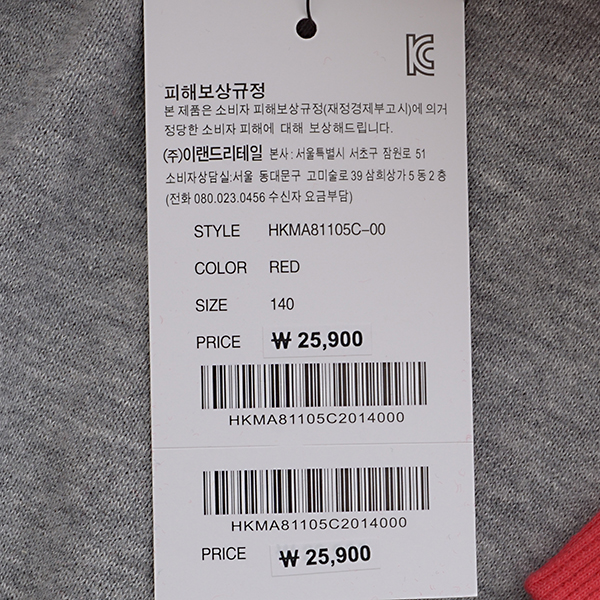 KC
피해보상규정
본 제품은 소비자 피해보상규정(재정경제부고시)에 의거
정당한 소비자 피해에 대해 보상해드립니다.
(주)이랜드리테일 본사:서울특별시 서초구 잠원로 51
소비자상담실:서울 동대문구 고미술로39 삼희상가5동2층
(전화 080.023.0456 수신자 요금부담)
STYLE HKMA81105C-00
COLOR RED
SIZE 140
PRICE ₩ 25,900
HKMA81105C2014000
HKMA81105C2014000
PRICE ₩ 25,900